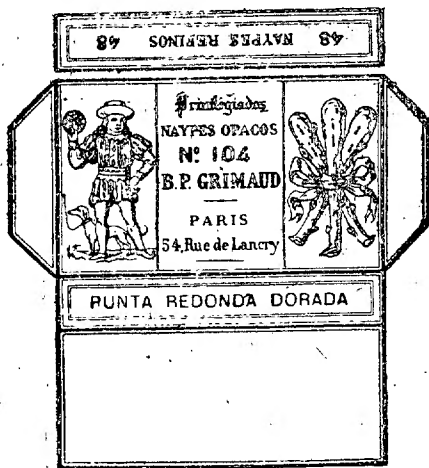 48 NAYPES REFINOS 48
Privilegiados
NAYPES OPACOS
Nº 104
B.P. GRIMAUD
PARIS
54, Rue de Lancry
PUNTA REDONDA DORADA